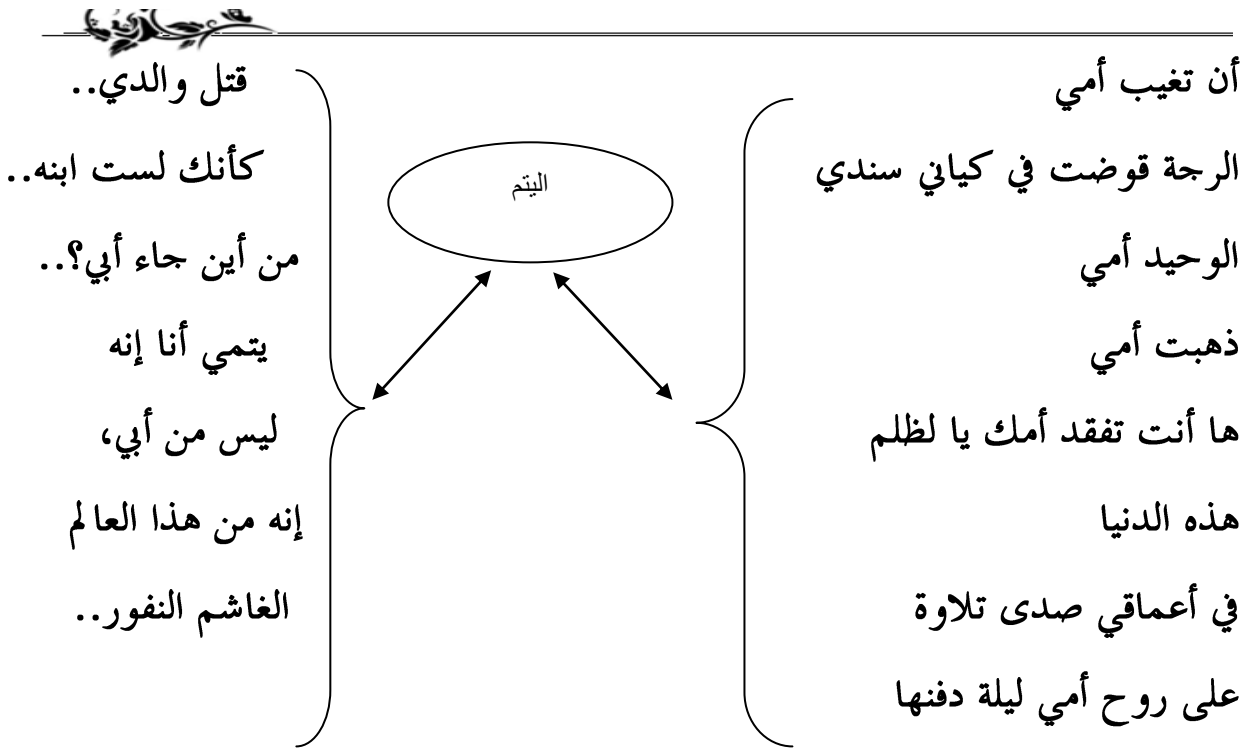 أن تغيب أمي
الرجة قوضت في كياني سندي
الوحيد أمي
ذهبت أمي
ها أنت تفقد أمك يا لظلم
هذه الدنيا
في أعماقي صدى تلاوة
على روح أمي ليلة دفنها
اليتم
قتل والدي..
كأنك لست ابنه..
من أين جاء أبي؟..
يتمي أنا إنه
ليس من أبي،
إنه من هذا العالم
الغاشم النفور..